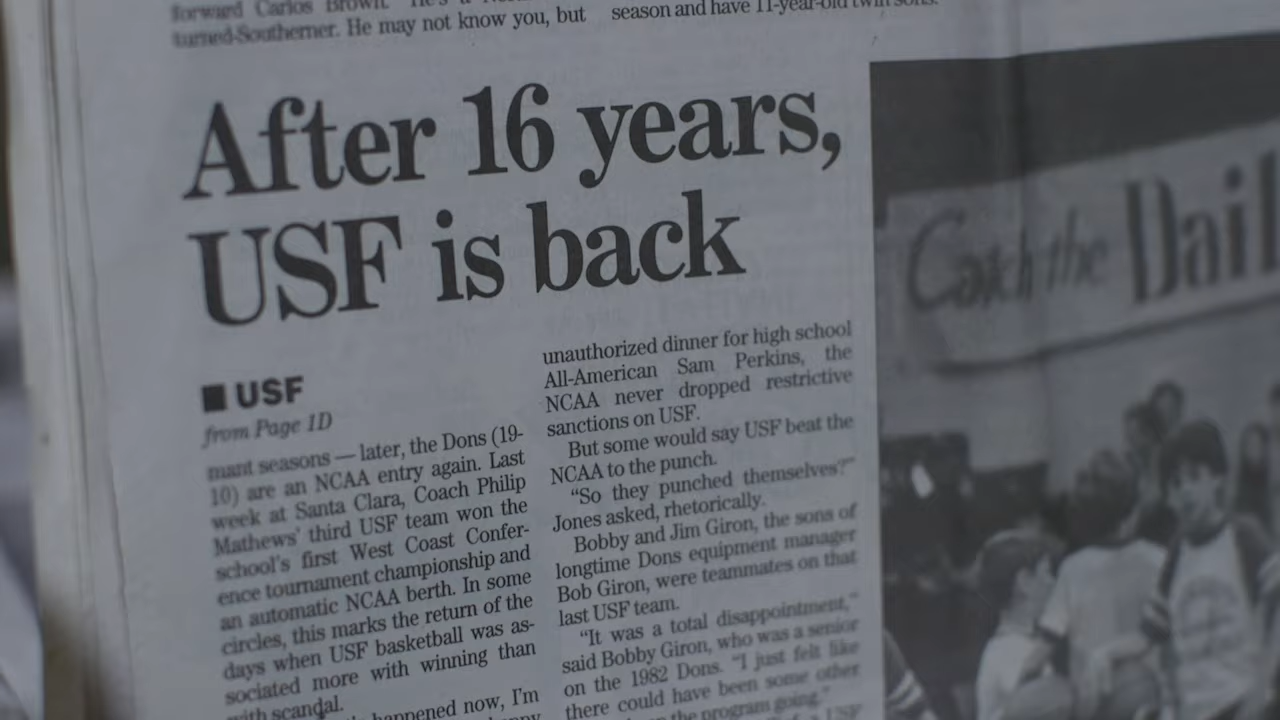 forward Carlos Brown. He's a
turned-Southerner. He may not know you, but
season and have 11-year-old twin sons.
After 16 years,
USF is back
USF
from Page 1D
mant seasons — later, the Dons (19-
10) are an NCAA entry again. Last
week at Santa Clara, Coach Philip
Mathews' third USF team won the
school's first West Coast Confer-
ence tournament championship and
an automatic NCAA berth. In some
circles, this marks the return of the
days when USF basketball was as-
sociated more with winning than
with scandal.
happened now, I'm
unauthorized dinner for high school
All-American Sam Perkins, the
NCAA never dropped restrictive
sanctions on USF.
But some would say USF beat the
NCAA to the punch.
"So they punched themselves?"
Jones asked, rhetorically.
Bobby and Jim Giron, the sons of
longtime Dons equipment manager
Bob Giron, were teammates on that
last USF team.
"It was a total disappointment,"
said Bobby Giron, who was a senior
on the 1982 Dons. "I just felt like
there could have been some other
the program going."
Catch the Dail